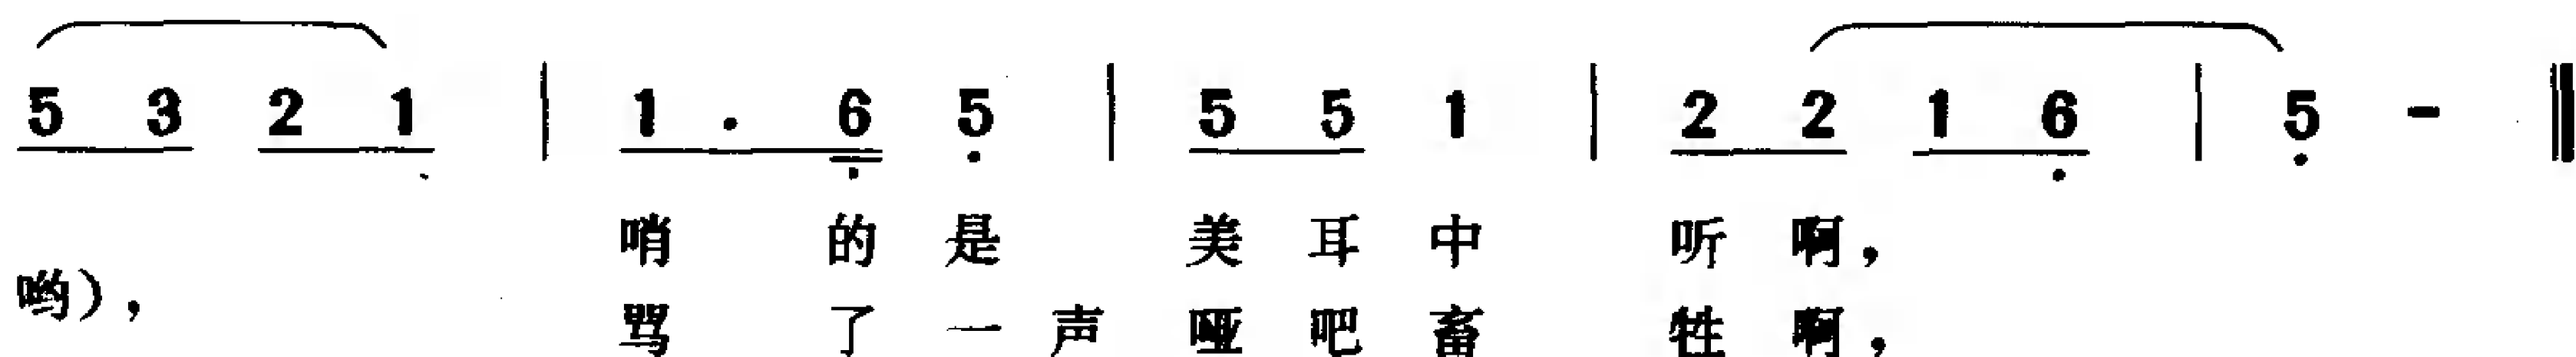 5 3 2 1 | 1 · 6 5 | 5 5 1 | 2 2 1 6 | 5 - ‖
哨 的 是 美 耳 中 听 啊，
哟)，
骂 了 一 声 哑 吧 畜 牲 啊，